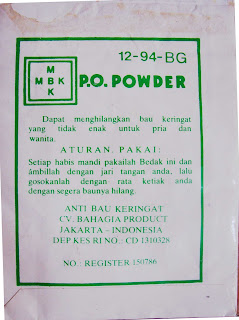 12-94-BG
M
M B K
K
P.O. POWDER
Dapat menghilangkan bau keringat
yang tidak enak untuk pria dan
wanita.
ATURAN. PAKAI:
Setiap habis mandi pakailah Bedak ini dan
âmbillah dengan jari tangan anda, lalu
gosokanlah dengan rata ketiak anda
dengan segera baunya hilang.
ANTI BAU KERINGAT
CV. BAHAGIA PRODUCT
JAKARTA - INDONESIA
DEP KES RI NO.: CD 1310328
NO.: REGISTER 150786